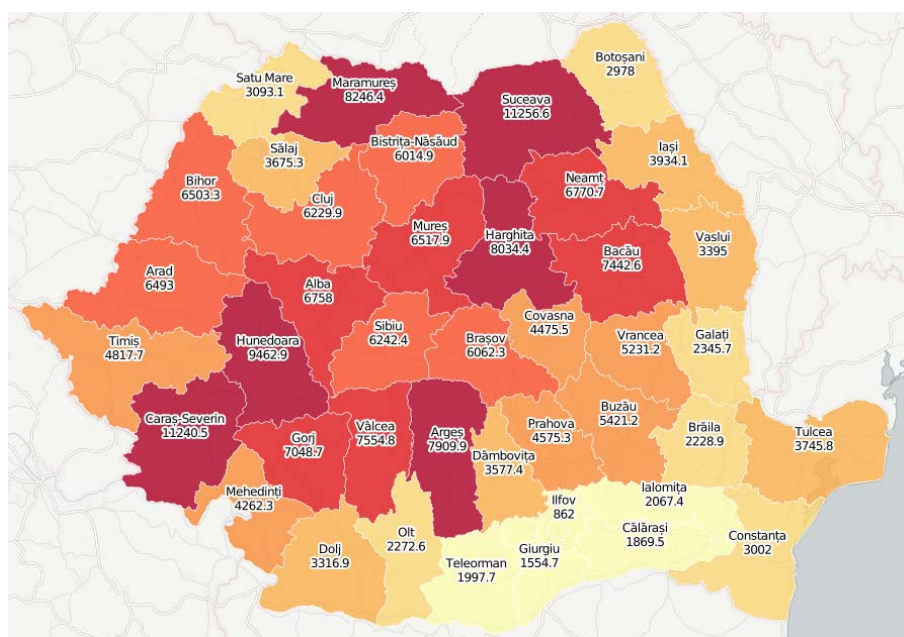 Botoșani
2978
Satu Mare
3093.1
Maramureș
8246.4
Suceava
11256.6
Bistrița-Năsăud
6014.9
Sălaj
3675.3
Iași
3934.1
Bihor
6503.3
Cluj
6229.9
Neamț
6770.7
Mureș
6517.9
Harghita
8034.4
Vaslui
3395
Bacău
7442.6
Arad
6493
Alba
6758
Covasna
4475.5
Sibiu
6242.4
Vrancea
5231.2
Galați
2345.7
Timiș
4817.7
Hunedoara
9462.9
Brașov
6062.3
Caraș-Severin
11240.5
Buzău
5421.2
Prahova
4575.3
Vâlcea
7554.8
Argeș
7909.9
Gorj
7048.7
Brăila
2228.9
Tulcea
3745.8
Dâmbovița
3577.4
Mehedinți
4262.3
Ilfov
862
Ialomița
2067.4
Călărași
1869.5
Constanța
3002
Olt
2272.6
Dolj
3316.9
Giurgiu
1554.7
Teleorman
1997.7